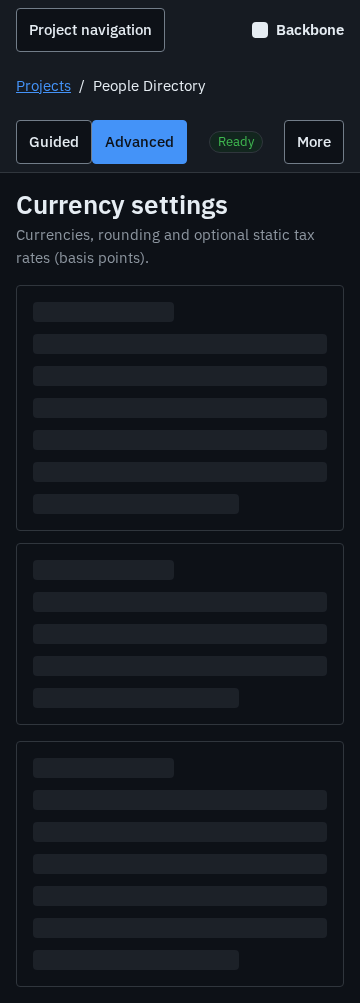 Project navigation
Backbone
Projects / People Directory
Guided
Advanced
Ready
More
Currency settings
Currencies, rounding and optional static tax
rates (basis points).